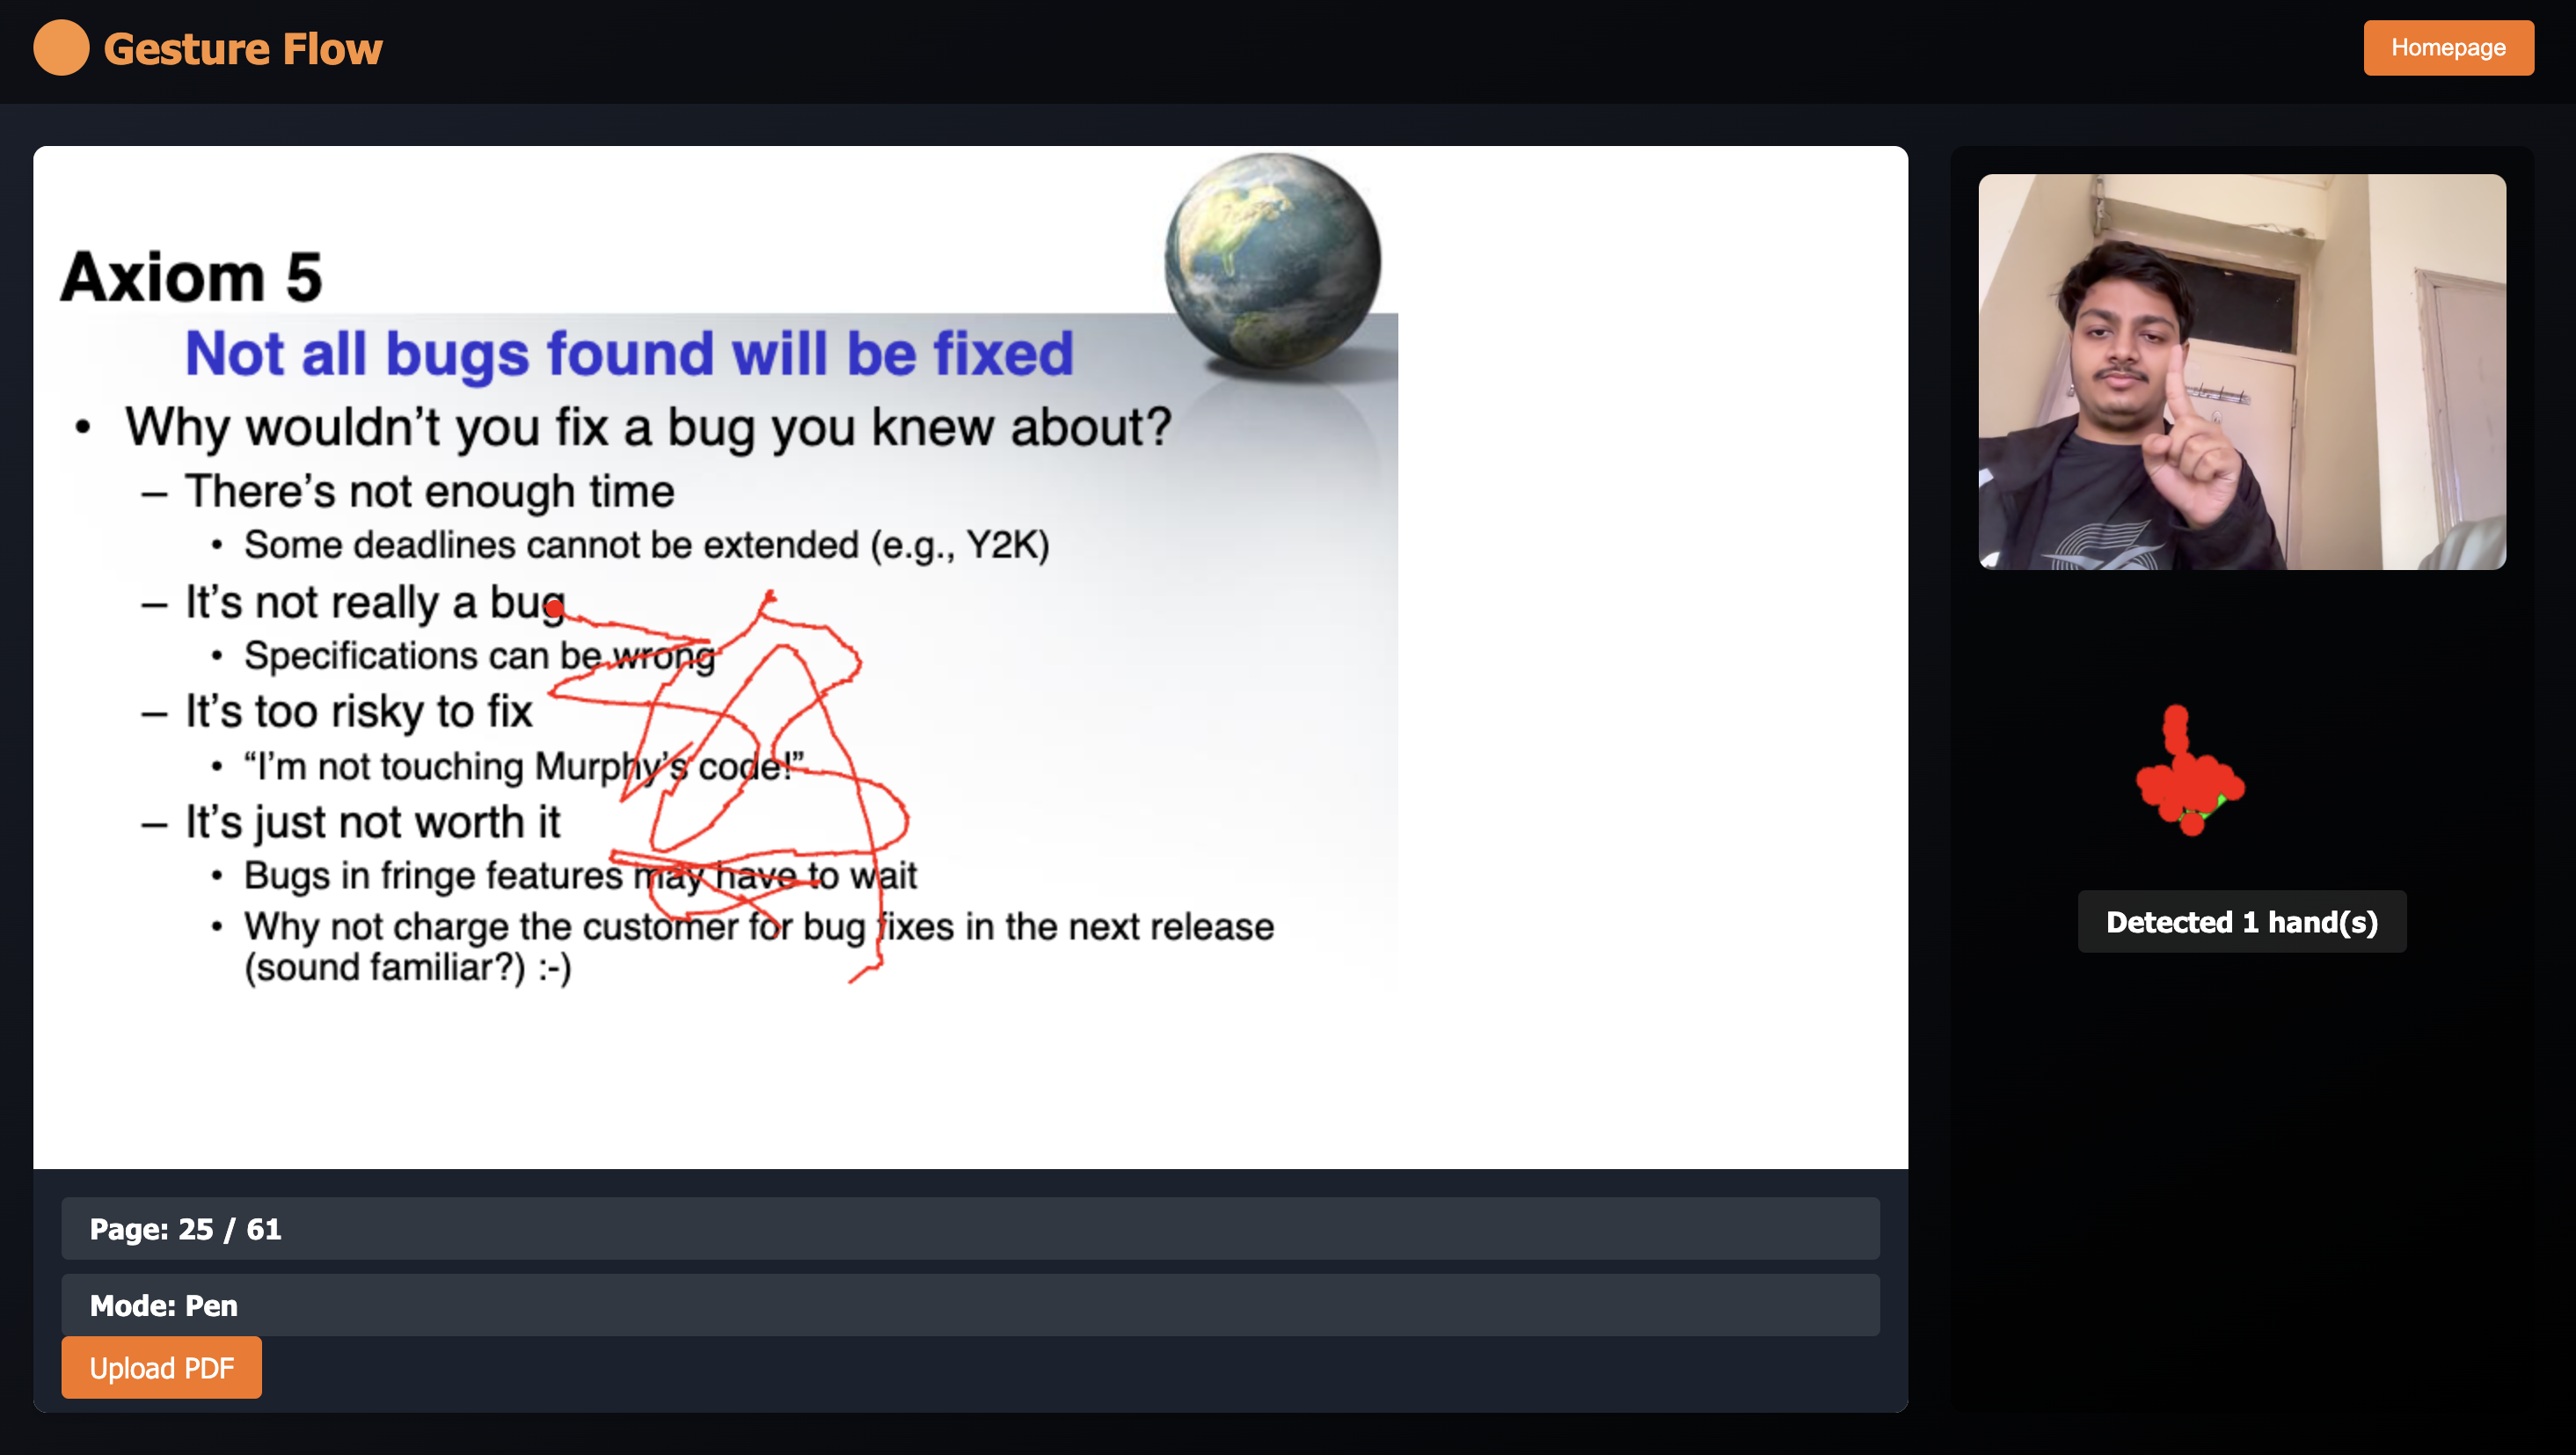 Gesture Flow
Homepage
Axiom 5
Not all bugs found will be fixed
• Why wouldn't you fix a bug you knew about?
– There's not enough time
• Some deadlines cannot be extended (e.g., Y2K)
– It's not really a bug
• Specifications can be wrong
– It's too risky to fix
• “I'm not touching Murphy's code!”
– It's just not worth it
• Bugs in fringe features may have to wait
• Why not charge the customer for bug fixes in the next release
(sound familiar?) :-)
Detected 1 hand(s)
Page: 25 / 61
Mode: Pen
Upload PDF